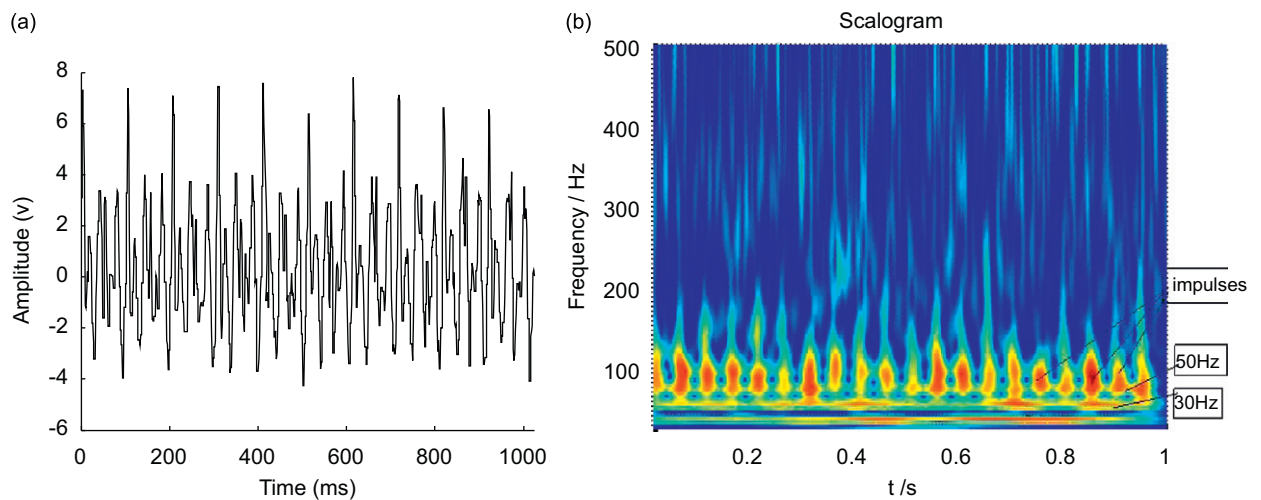 (a)
8
6
4
2
0
-2
-4
-6
Amplitude (v)
0 200 400 600 800 1000
Time (ms)
(b)
Scalogram
500
400
300
200
100
Frequency / Hz
0.2 0.4 0.6 0.8 1
t /s
impulses
50Hz
30Hz